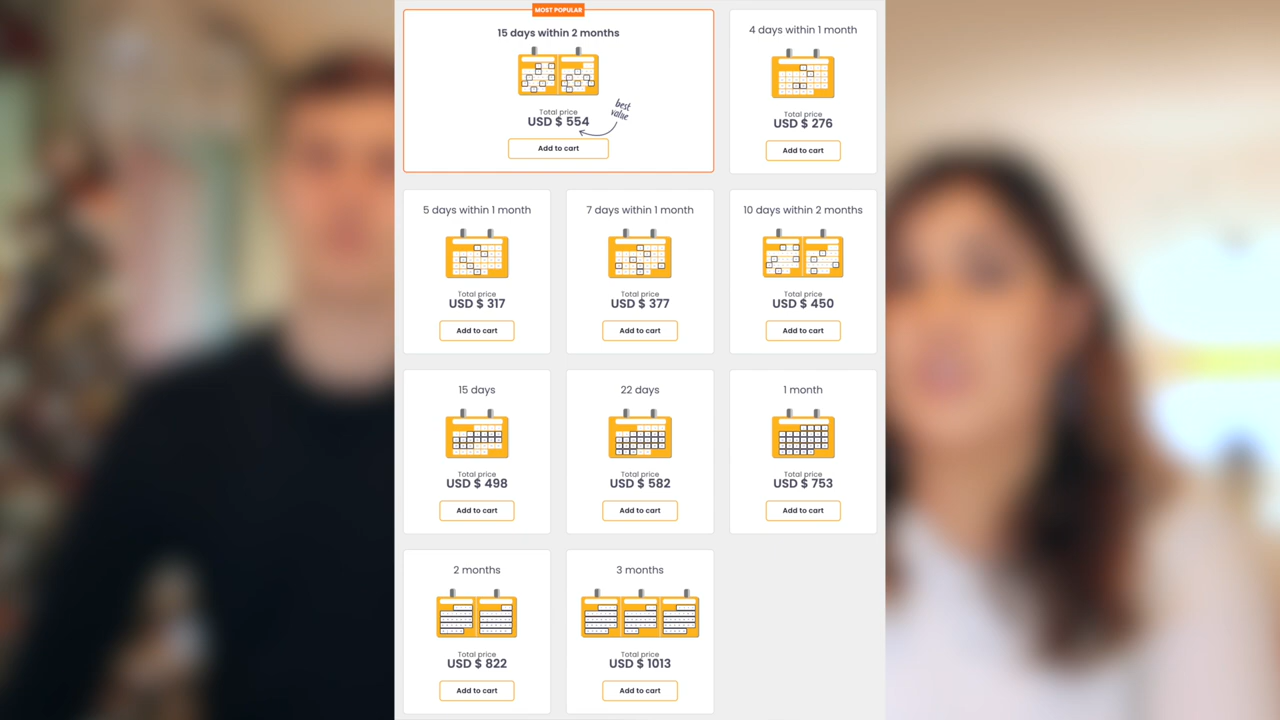 MOST POPULAR
15 days within 2 months
Total price
USD $ 554
best
value
Add to cart
4 days within 1 month
Total price
USD $ 276
Add to cart
5 days within 1 month
Total price
USD $ 317
Add to cart
7 days within 1 month
Total price
USD $ 377
Add to cart
10 days within 2 months
Total price
USD $ 450
Add to cart
15 days
Total price
USD $ 498
Add to cart
22 days
Total price
USD $ 582
Add to cart
1 month
Total price
USD $ 753
Add to cart
2 months
Total price
USD $ 822
Add to cart
3 months
Total price
USD $ 1013
Add to cart